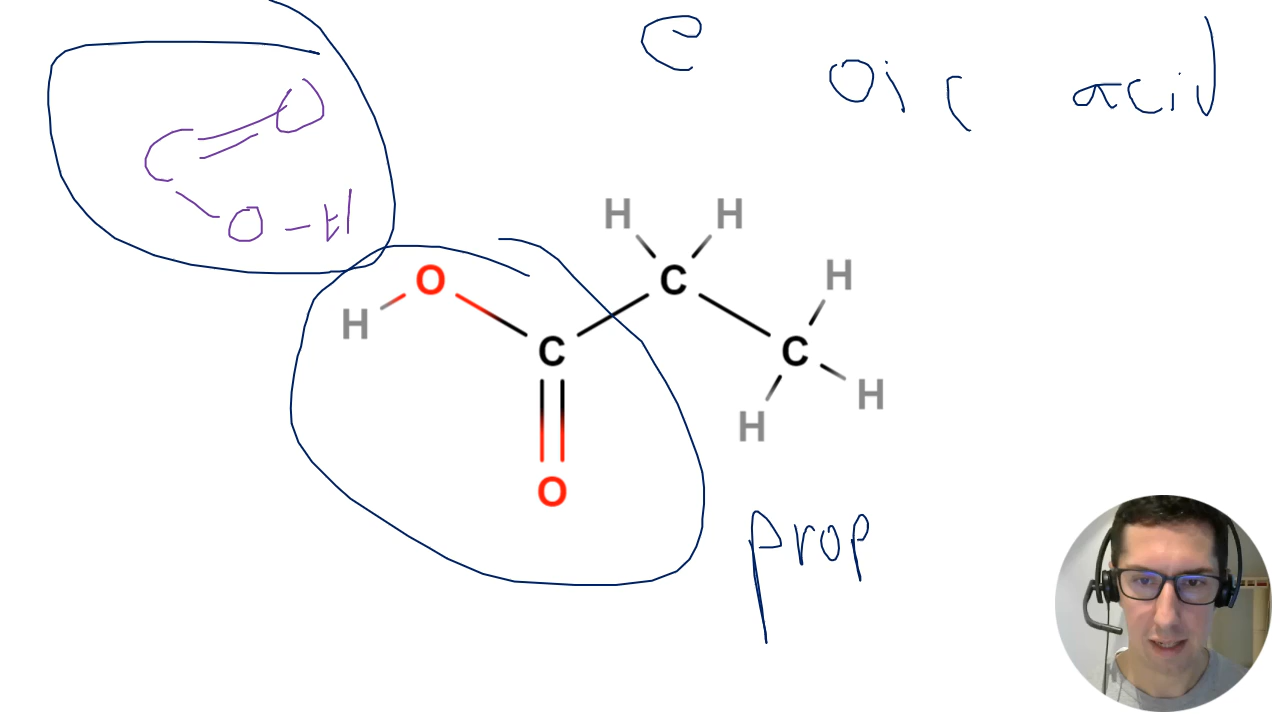 e
oic acid
C=O
O-H
H H
H O C H
H C H
H
O
prop